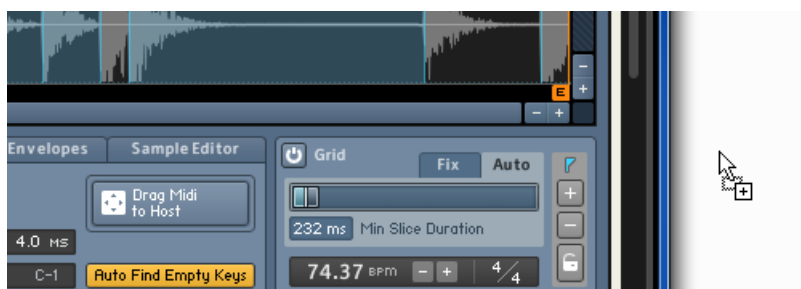 E
Envelopes
Sample Editor
Grid
Fix
Auto
Drag Midi
to Host
232 ms
Min Slice Duration
4.0 ms
74.37 BPM
4/4
C-1
Auto Find Empty Keys